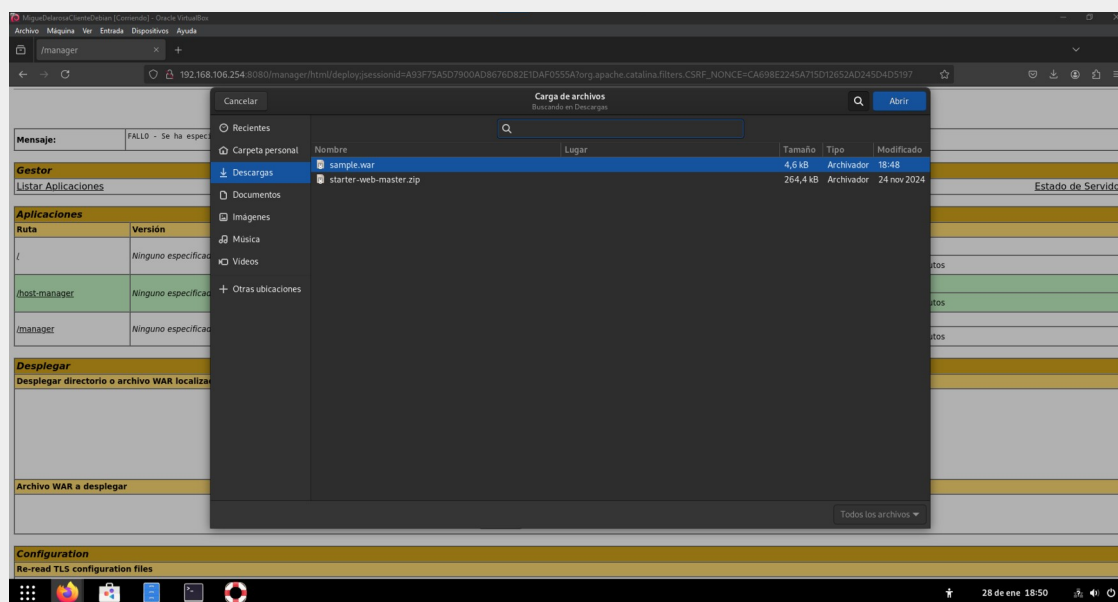 MigueDelarosaClienteDebian [Corriendo] - Oracle VirtualBox
Archivo Máquina Ver Entrada Dispositivos Ayuda
/manager
192.168.106.254:8080/manager/html/deploy;jsessionid=A93F75A5D7900AD8676D82E1DAF0555A?org.apache.catalina.filters.CSRF_NONCE=CA698E2245A715D12652AD245D4D5197
Cancelar
Carga de archivos
Buscando en Descargas
Abrir
Recientes
Carpeta personal
Descargas
Documentos
Imágenes
Música
Vídeos
Otras ubicaciones
Nombre Lugar Tamaño Tipo Modificado
sample.war 4,6 kB Archivador 18:48
starter-web-master.zip 264,4 kB Archivador 24 nov 2024
Todos los archivos
Mensaje: FALLO - Se ha espec
Gestor
Listar Aplicaciones Estado de Servido
Aplicaciones
Ruta Versión
/ Ninguno especificad
utos
/host-manager Ninguno especificad
utos
/manager Ninguno especificad
utos
Desplegar
Desplegar directorio o archivo WAR localiza
Archivo WAR a desplegar
Configuration
Re-read TLS configuration files
28 de ene 18:50